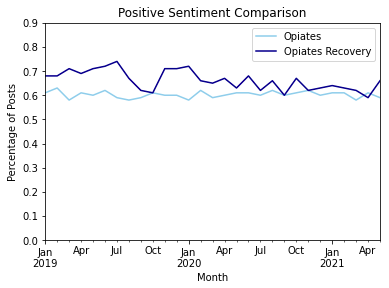 Positive Sentiment Comparison
Opiates
Opiates Recovery
Percentage of Posts
0.9
0.8
0.7
0.6
0.5
0.4
0.3
0.2
0.1
0.0
Jan Apr Jul Oct Jan Apr Jul Oct Jan Apr
2019 2020 2021
Month